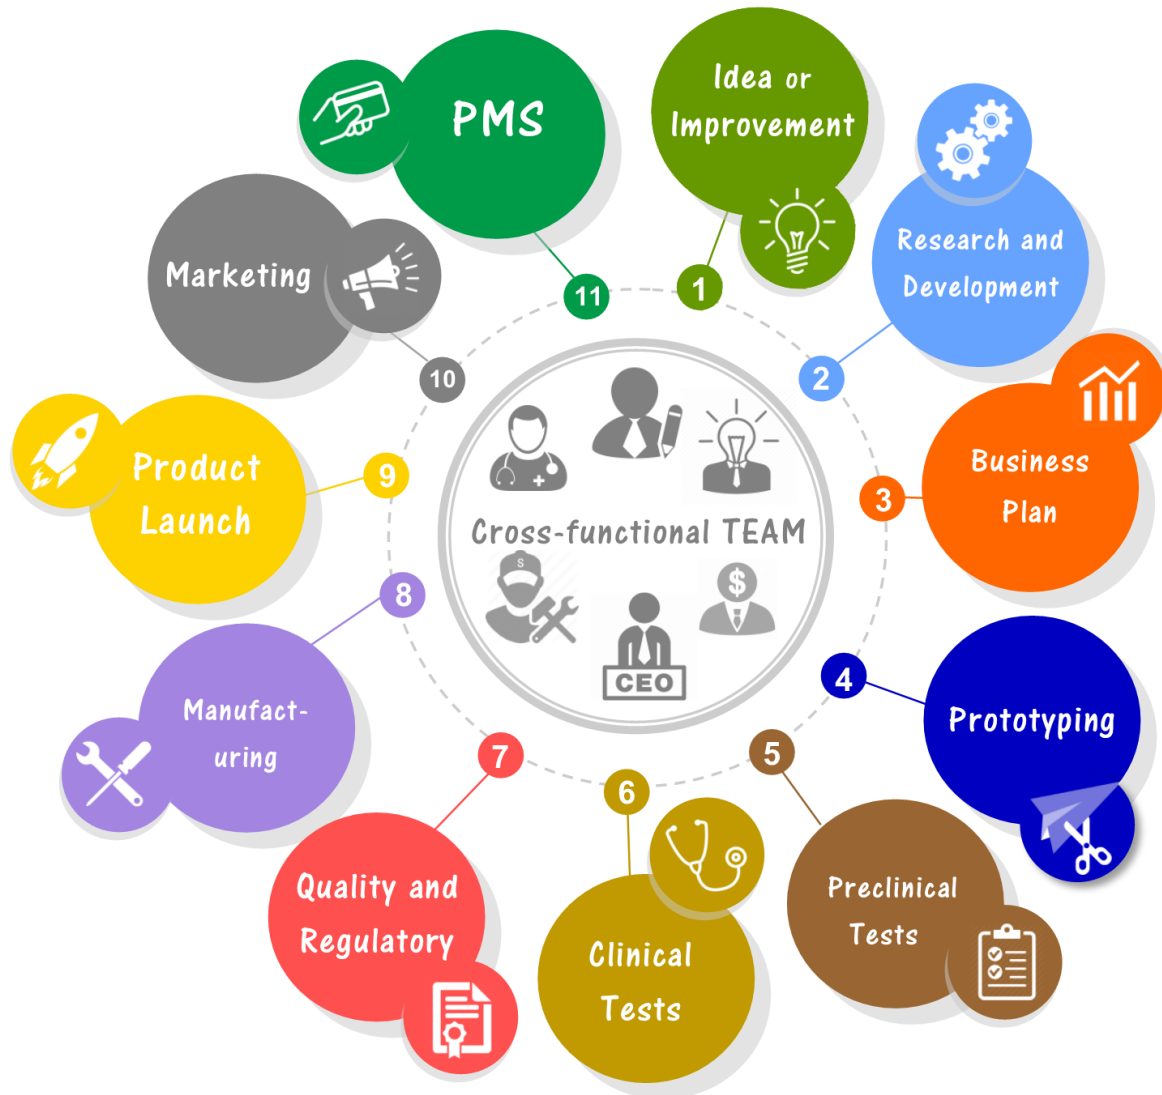 Idea or
Improvement
1
Research and
Development
2
Business
Plan
3
Prototyping
4
Preclinical
Tests
5
Clinical
Tests
6
Quality and
Regulatory
7
Manufact-
uring
8
Product
Launch
9
Marketing
10
PMS
11
Cross-functional TEAM
S
$
CEO